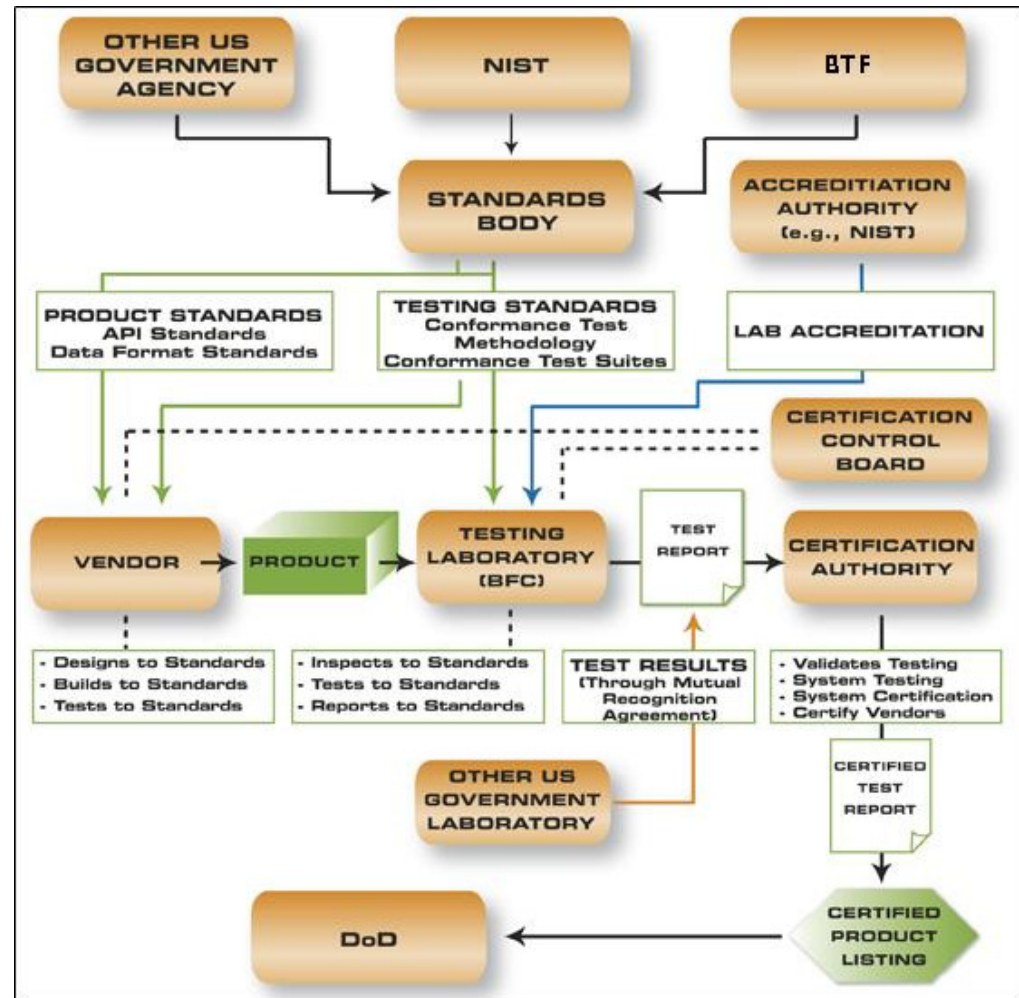 OTHER US
GOVERNMENT
AGENCY
NIST
BTF
STANDARDS
BODY
ACCREDITIATION
AUTHORITY
(e.g., NIST)
PRODUCT STANDARDS
API Standards
Data Format Standards
TESTING STANDARDS
Conformance Test
Methodology
Conformance Test Suites
LAB ACCREDITATION
CERTIFICATION
CONTROL
BOARD
VENDOR
PRODUCT
TESTING
LABORATORY
(BFC)
TEST
REPORT
CERTIFICATION
AUTHORITY
- Designs to Standards
- Builds to Standards
- Tests to Standards
- Inspects to Standards
- Tests to Standards
- Reports to Standards
TEST RESULTS
(Through Mutual
Recognition
Agreement)
- Validates Testing
- System Testing
- System Certification
- Certify Vendors
OTHER US
GOVERNMENT
LABORATORY
CERTIFIED
TEST
REPORT
DoD
CERTIFIED
PRODUCT
LISTING